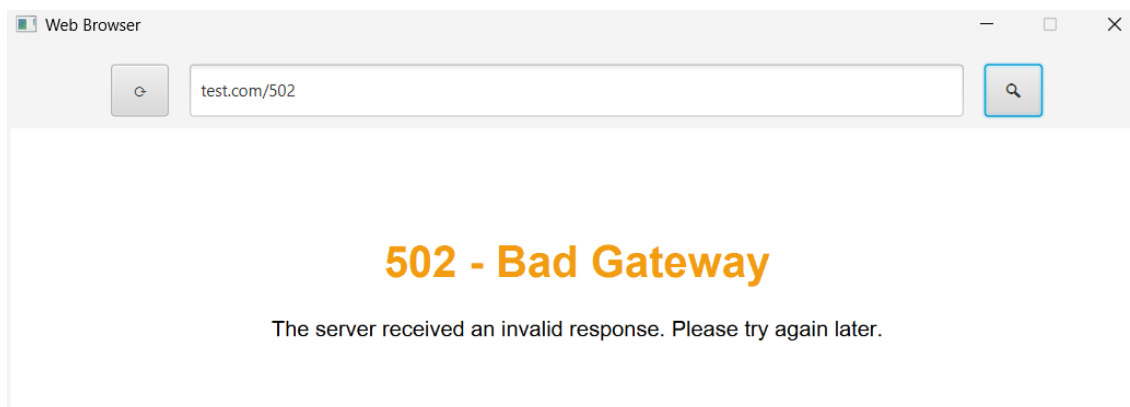 Web Browser
test.com/502
502 - Bad Gateway
The server received an invalid response. Please try again later.